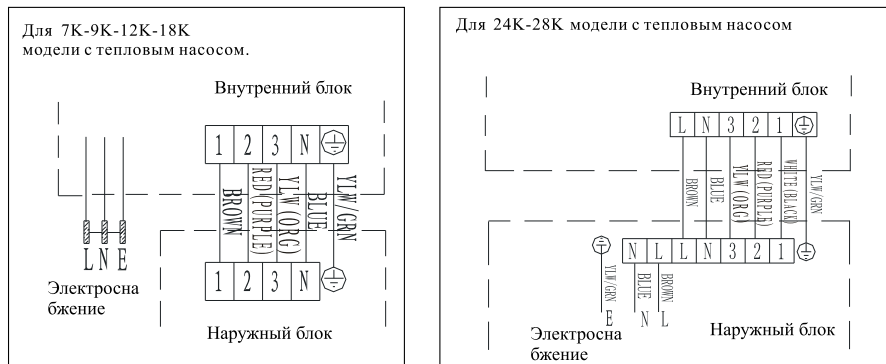 Для 7K-9K-12K-18K
модели с тепловым насосом.
Внутренний блок
1 2 3 N
BROWN
RED(PURPLE)
YLW(ORG)
BLUE
YLW/GRN
L N E
1 2 3 N
Электросна
бжение
Наружный блок
Для 24K-28K модели с тепловым насосом
Внутренний блок
L N 3 2 1
BROWN
BLUE
YLW(ORG)
RED(PURPLE)
WHITE(BLACK)
YLW/GRN
N L L N 3 2 1
YLW/GRN
BLUE
BROWN
E N L
Электросна
бжение
Наружный блок